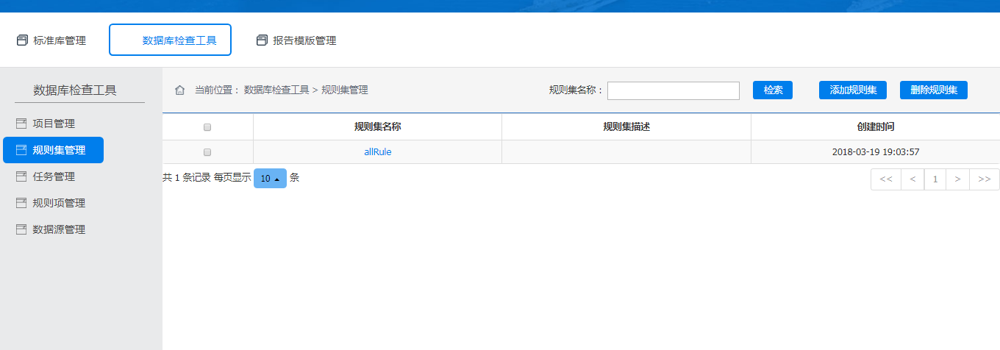 标准库管理 数据库检查工具 报告模版管理
数据库检查工具
项目管理
规则集管理
任务管理
规则项管理
数据源管理
当前位置： 数据库检查工具 > 规则集管理 规则集名称： 检索 添加规则集 删除规则集
规则集名称 规则集描述 创建时间
allRule 2018-03-19 19:03:57
共 1 条记录 每页显示 10 条 << < 1 > >>